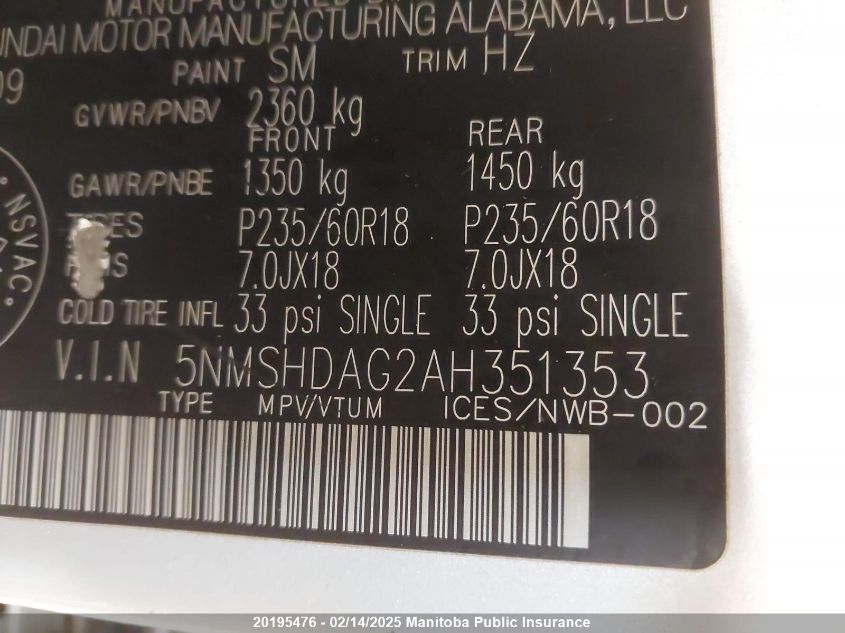 MANUFACTURED
UNDAI MOTOR MANUFACTURING ALABAMA, LLC
09 PAINT SM TRIM HZ
GVWR/PNBV 2360 kg
FRONT REAR
GAWR/PNBE 1350 kg 1450 kg
P235/60R18 P235/60R18
7.0JX18 7.0JX18
COLD TIRE INFL 33 psi SINGLE 33 psi SINGLE
V.I.N 5NMSHDAG2AH351353
TYPE MPV/VTUM ICES/NWB-002
NSVAC
20195476 - 02/14/2025 Manitoba Public Insurance